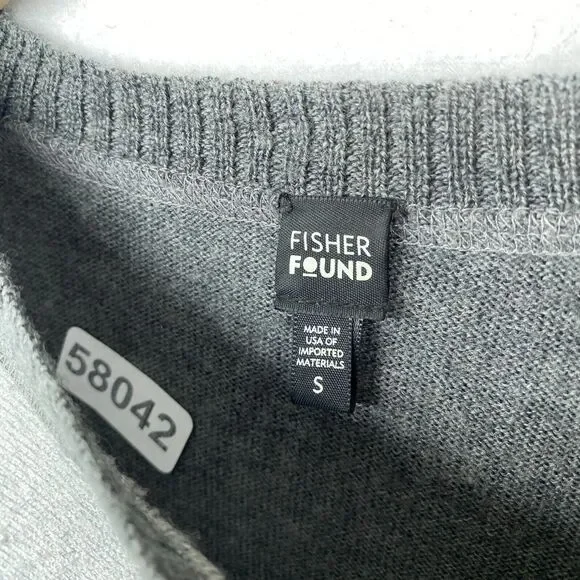 FISHER
FOUND
MADE IN
USA OF
IMPORTED
MATERIALS
S
58042